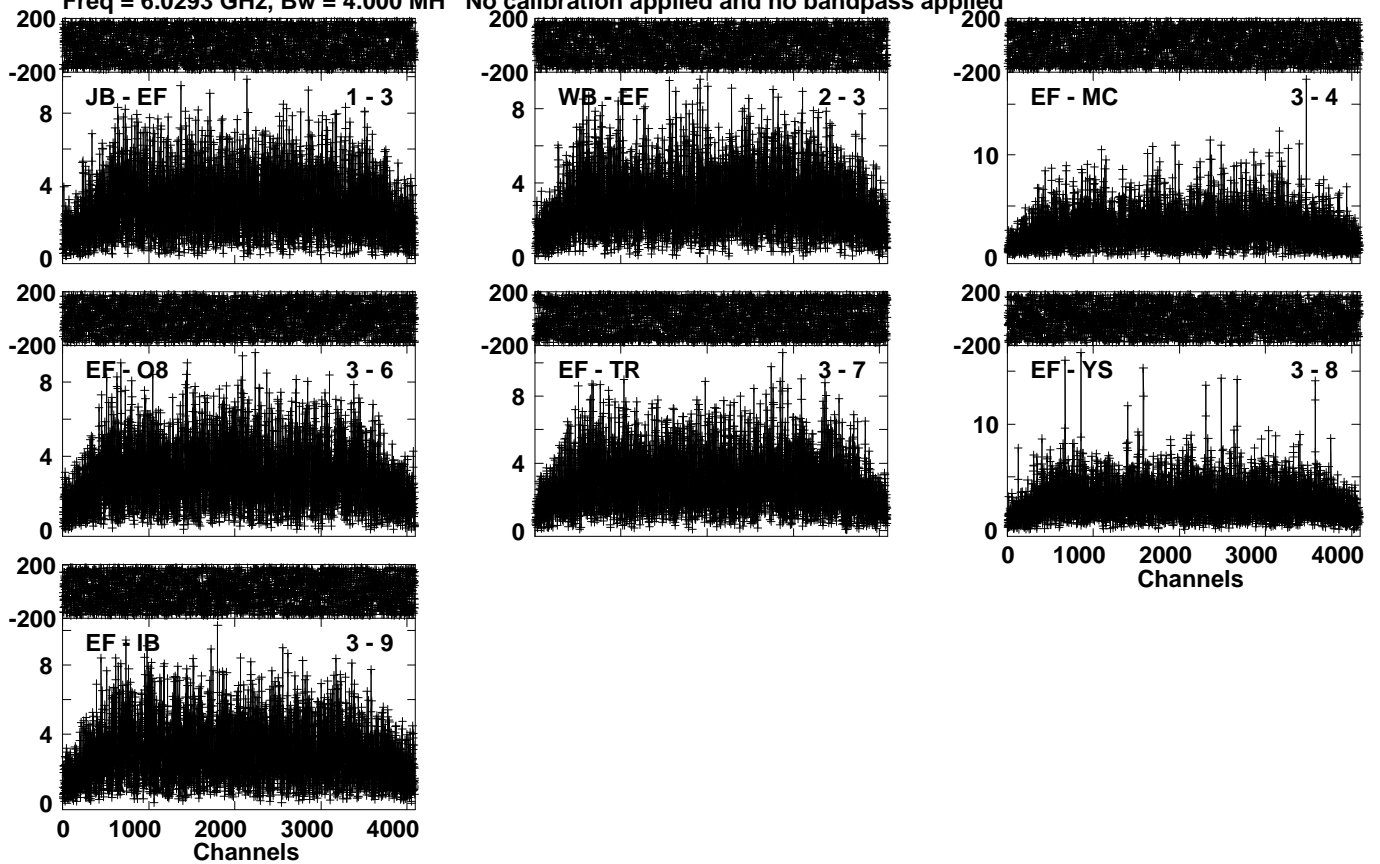 Freq = 6.0293 GHz, Bw = 4.000 MH No calibration applied and no bandpass applied
200
-200
JB - EF 1 - 3
8
4
0
200
-200
WB - EF 2 - 3
8
4
0
200
-200
EF - MC 3 - 4
10
0
200
-200
EF - O8 3 - 6
8
4
0
200
-200
EF - TR 3 - 7
8
4
0
200
-200
EF - YS 3 - 8
10
0
0 1000 2000 3000 4000
Channels
200
-200
EF - IB 3 - 9
8
4
0
0 1000 2000 3000 4000
Channels